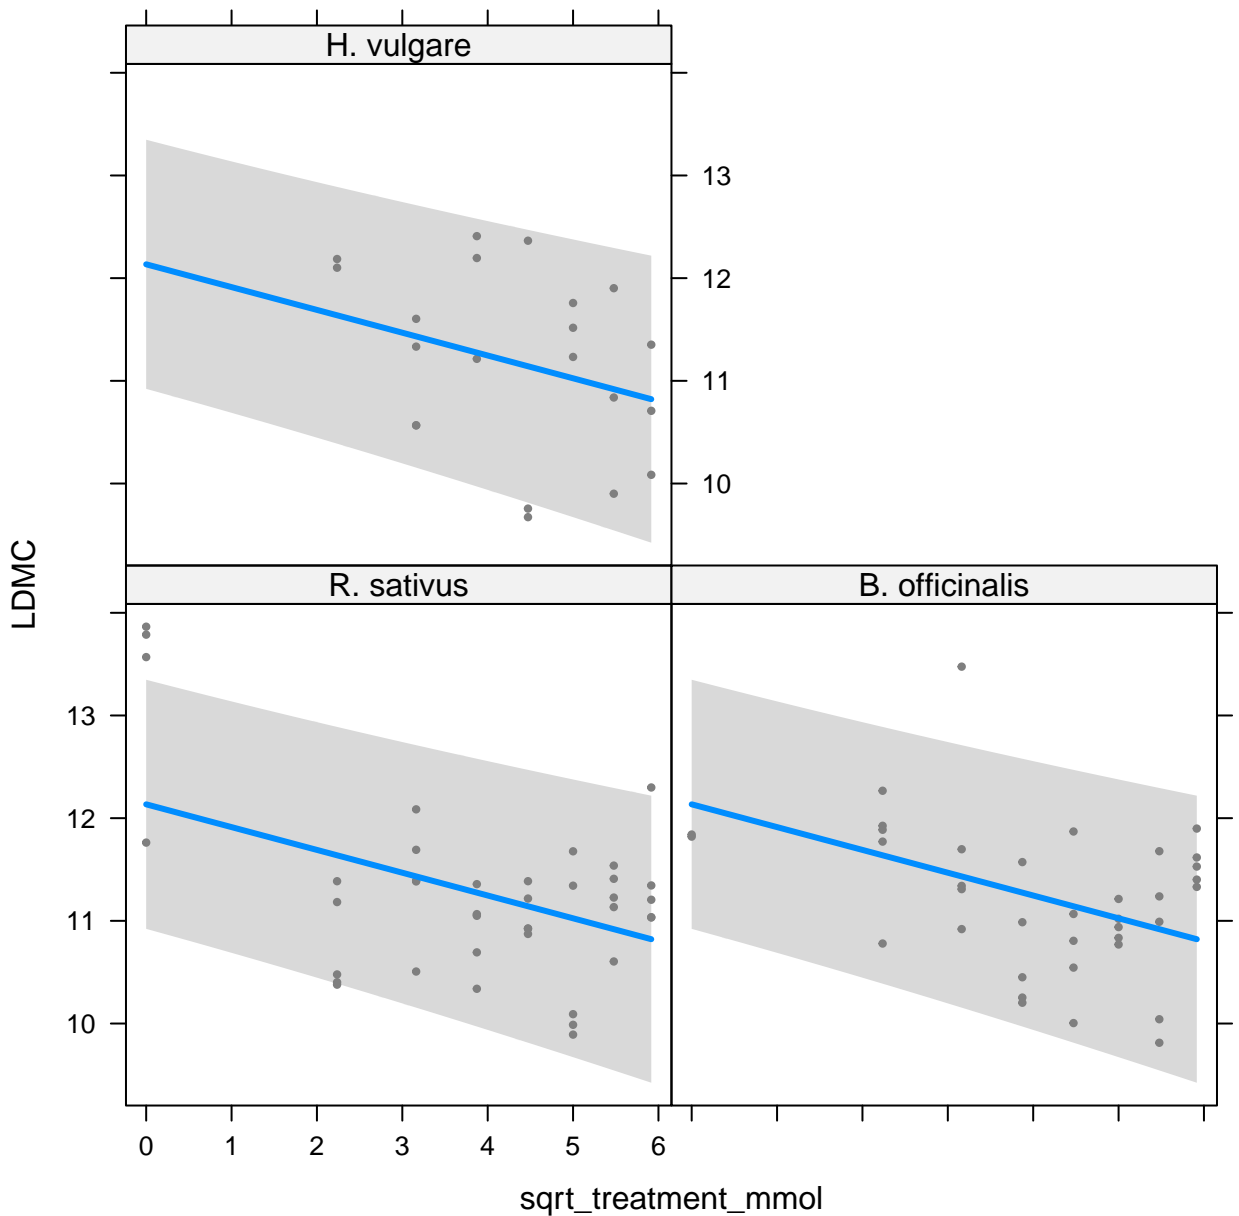 H. vulgare
13
12
11
10
LDMC
R. sativus
B. officinalis
13
12
11
10
0 1 2 3 4 5 6
sqrt_treatment_mmol